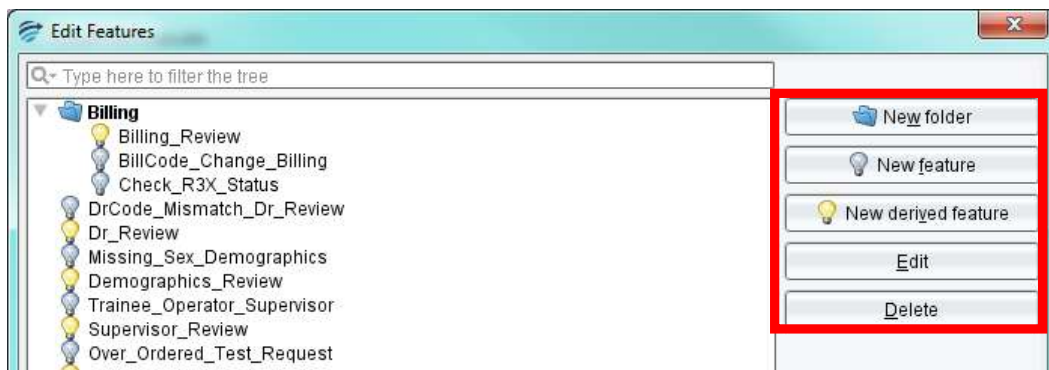 Edit Features
Type here to filter the tree
Billing
Billing_Review
BillCode_Change_Billing
Check_R3X_Status
DrCode_Mismatch_Dr_Review
Dr_Review
Missing_Sex_Demographics
Demographics_Review
Trainee_Operator_Supervisor
Supervisor_Review
Over_Ordered_Test_Request
New folder
New feature
New derived feature
Edit
Delete